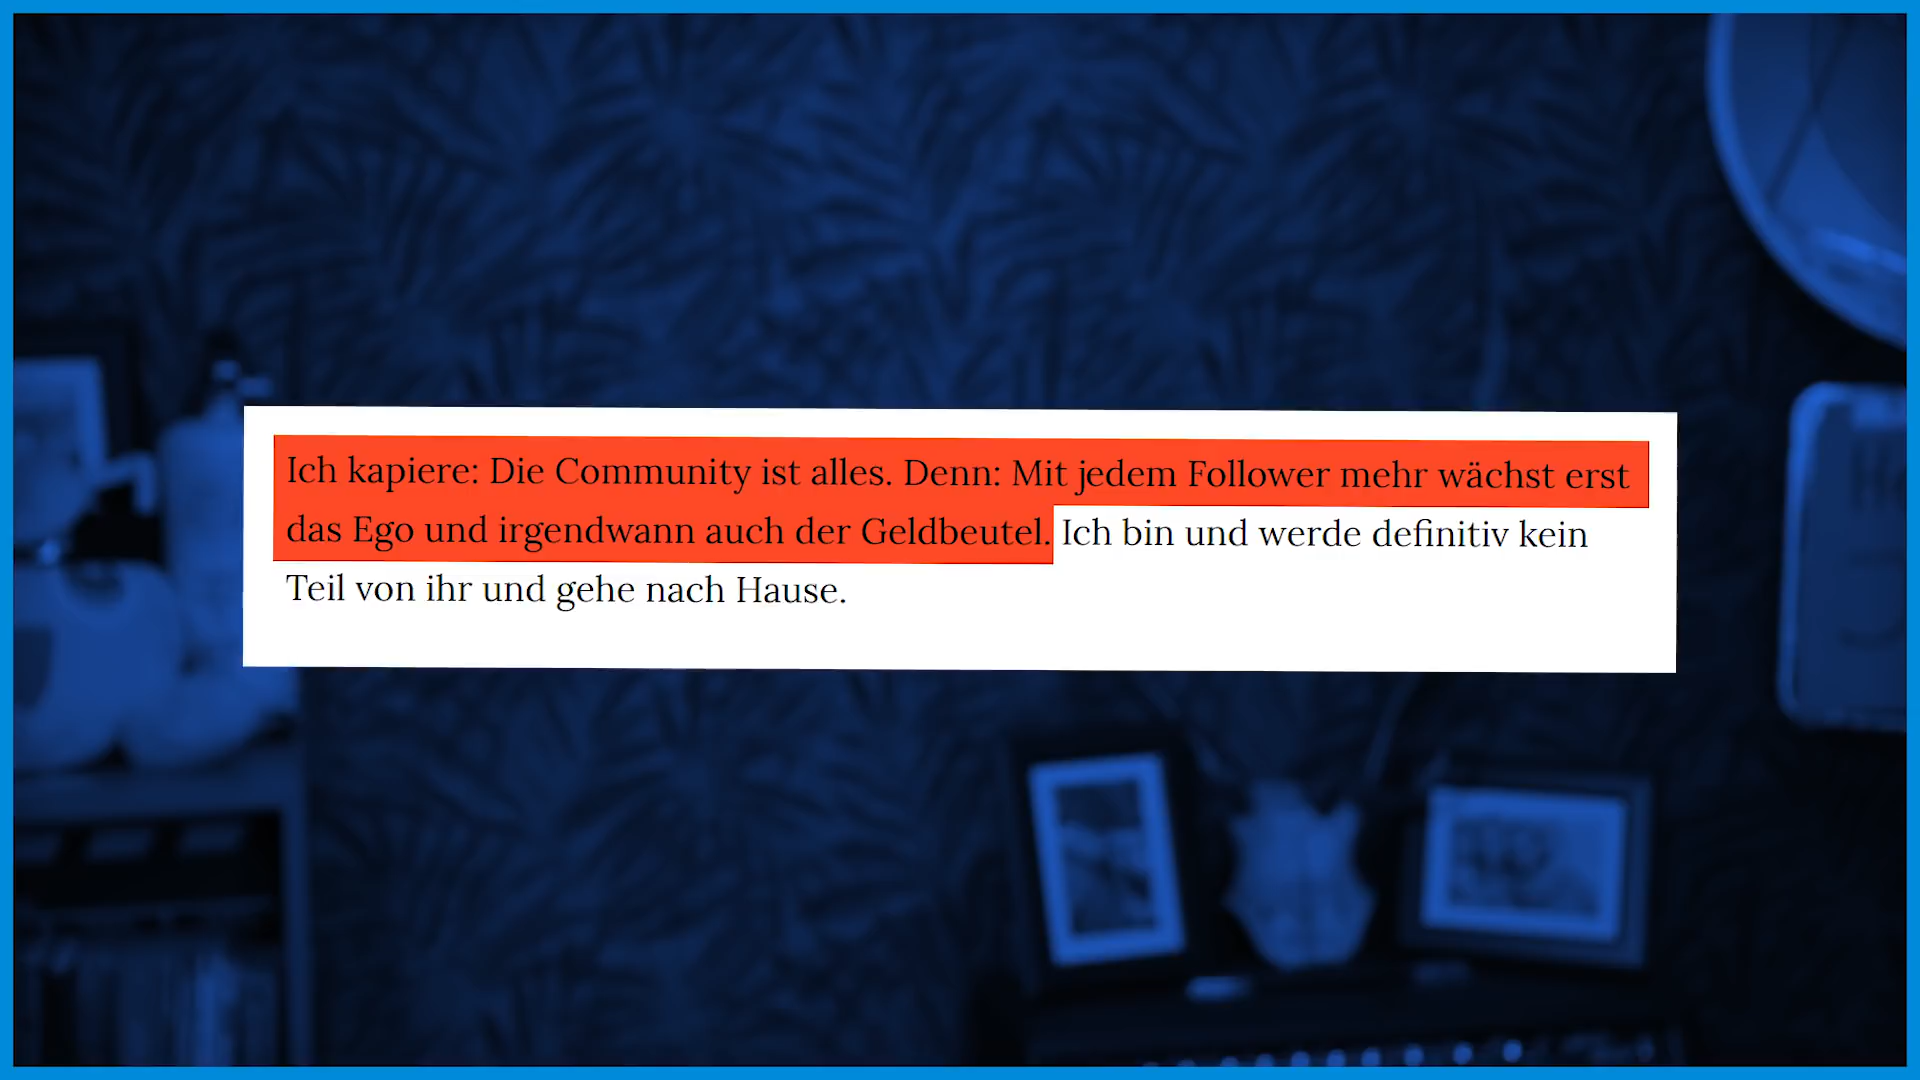 Ich kapiere: Die Community ist alles. Denn: Mit jedem Follower mehr wächst erst
das Ego und irgendwann auch der Geldbeutel. Ich bin und werde definitiv kein
Teil von ihr und gehe nach Hause.